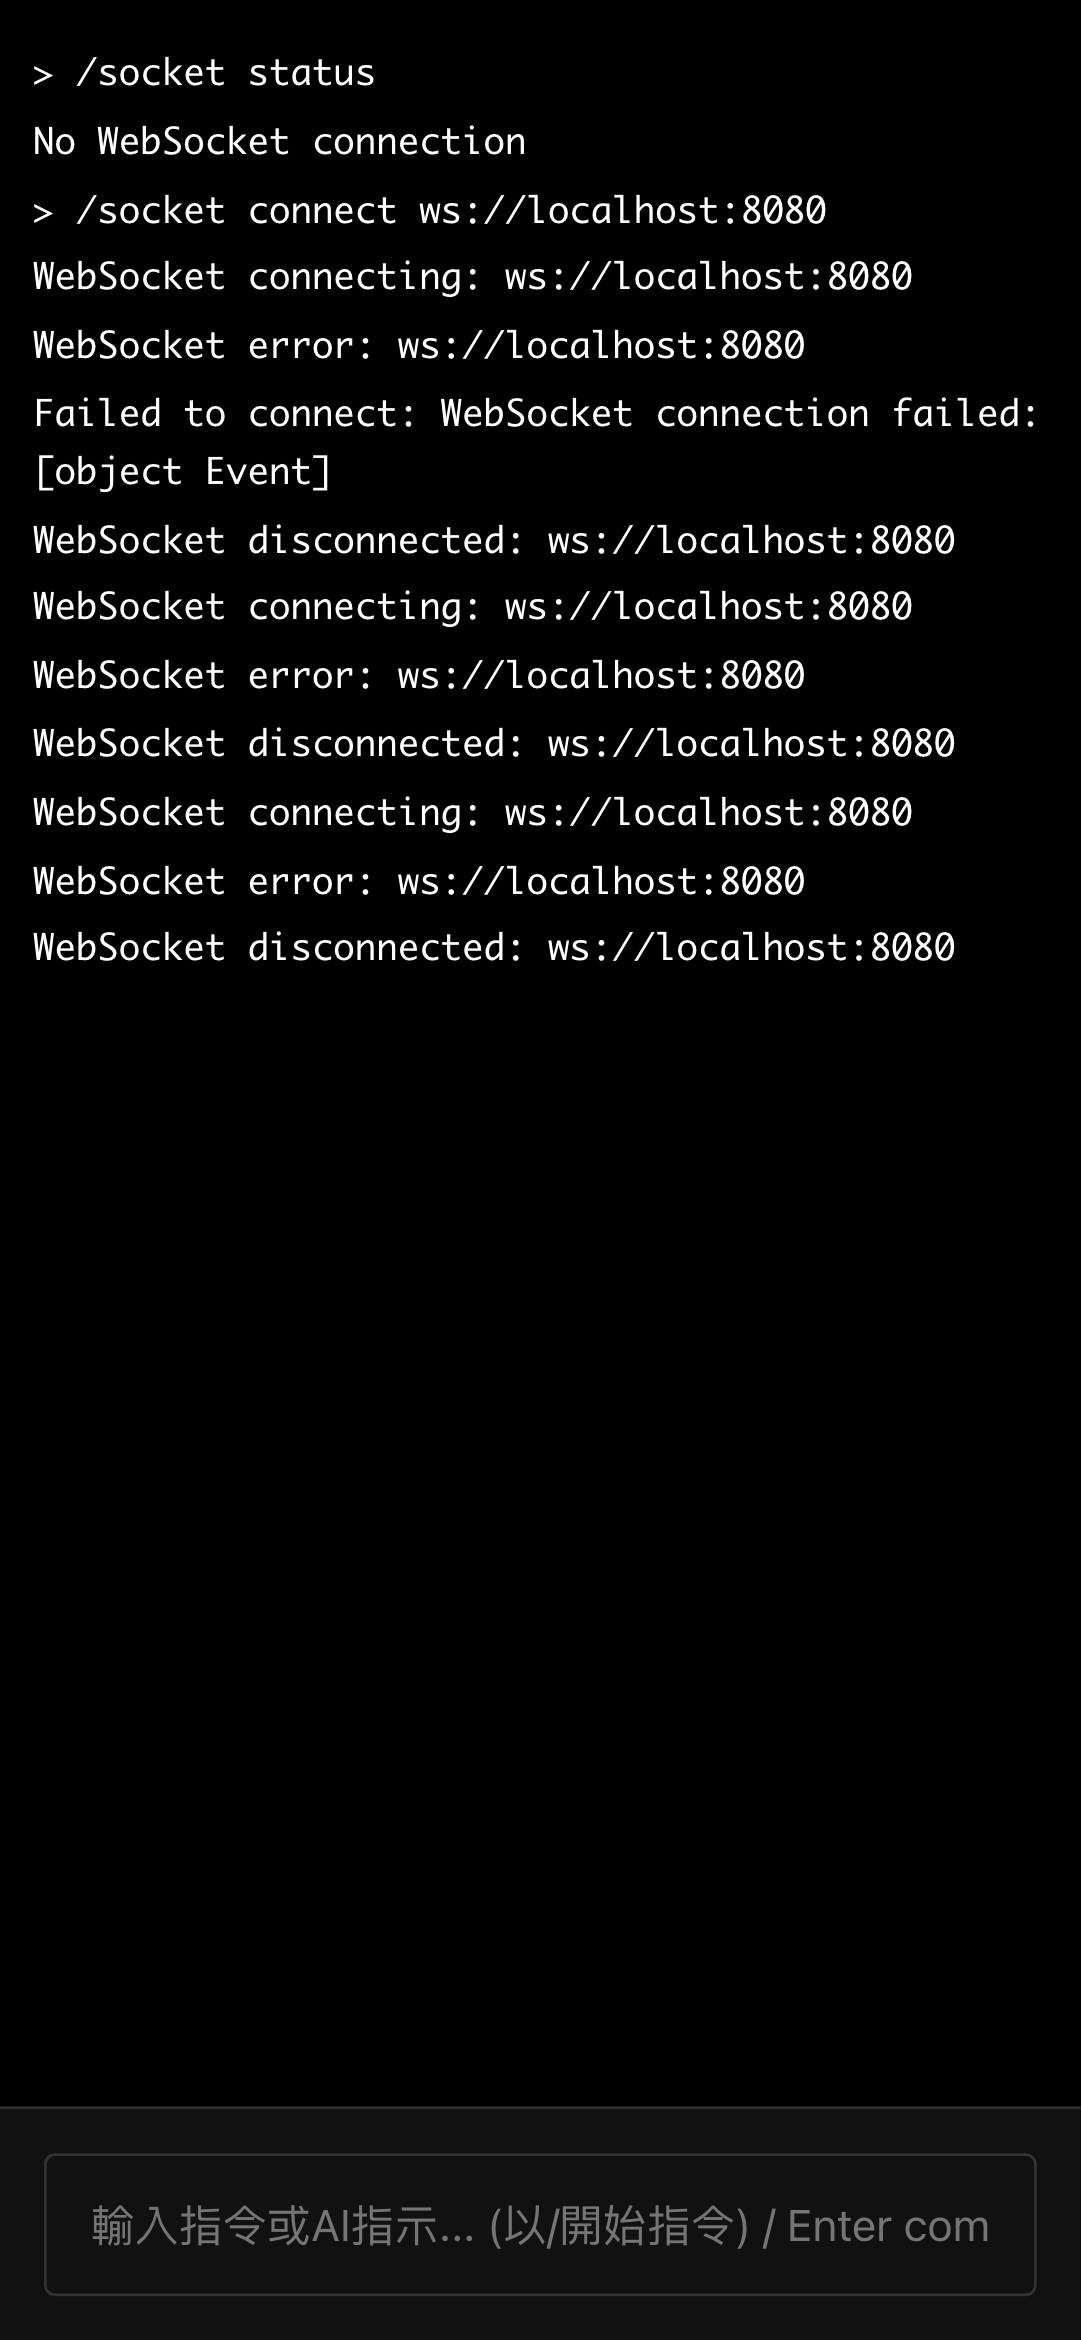 > /socket status
No WebSocket connection
> /socket connect ws://localhost:8080
WebSocket connecting: ws://localhost:8080
WebSocket error: ws://localhost:8080
Failed to connect: WebSocket connection failed:
[object Event]
WebSocket disconnected: ws://localhost:8080
WebSocket connecting: ws://localhost:8080
WebSocket error: ws://localhost:8080
WebSocket disconnected: ws://localhost:8080
WebSocket connecting: ws://localhost:8080
WebSocket error: ws://localhost:8080
WebSocket disconnected: ws://localhost:8080
輸入指令或AI指示... (以/開始指令) / Enter com